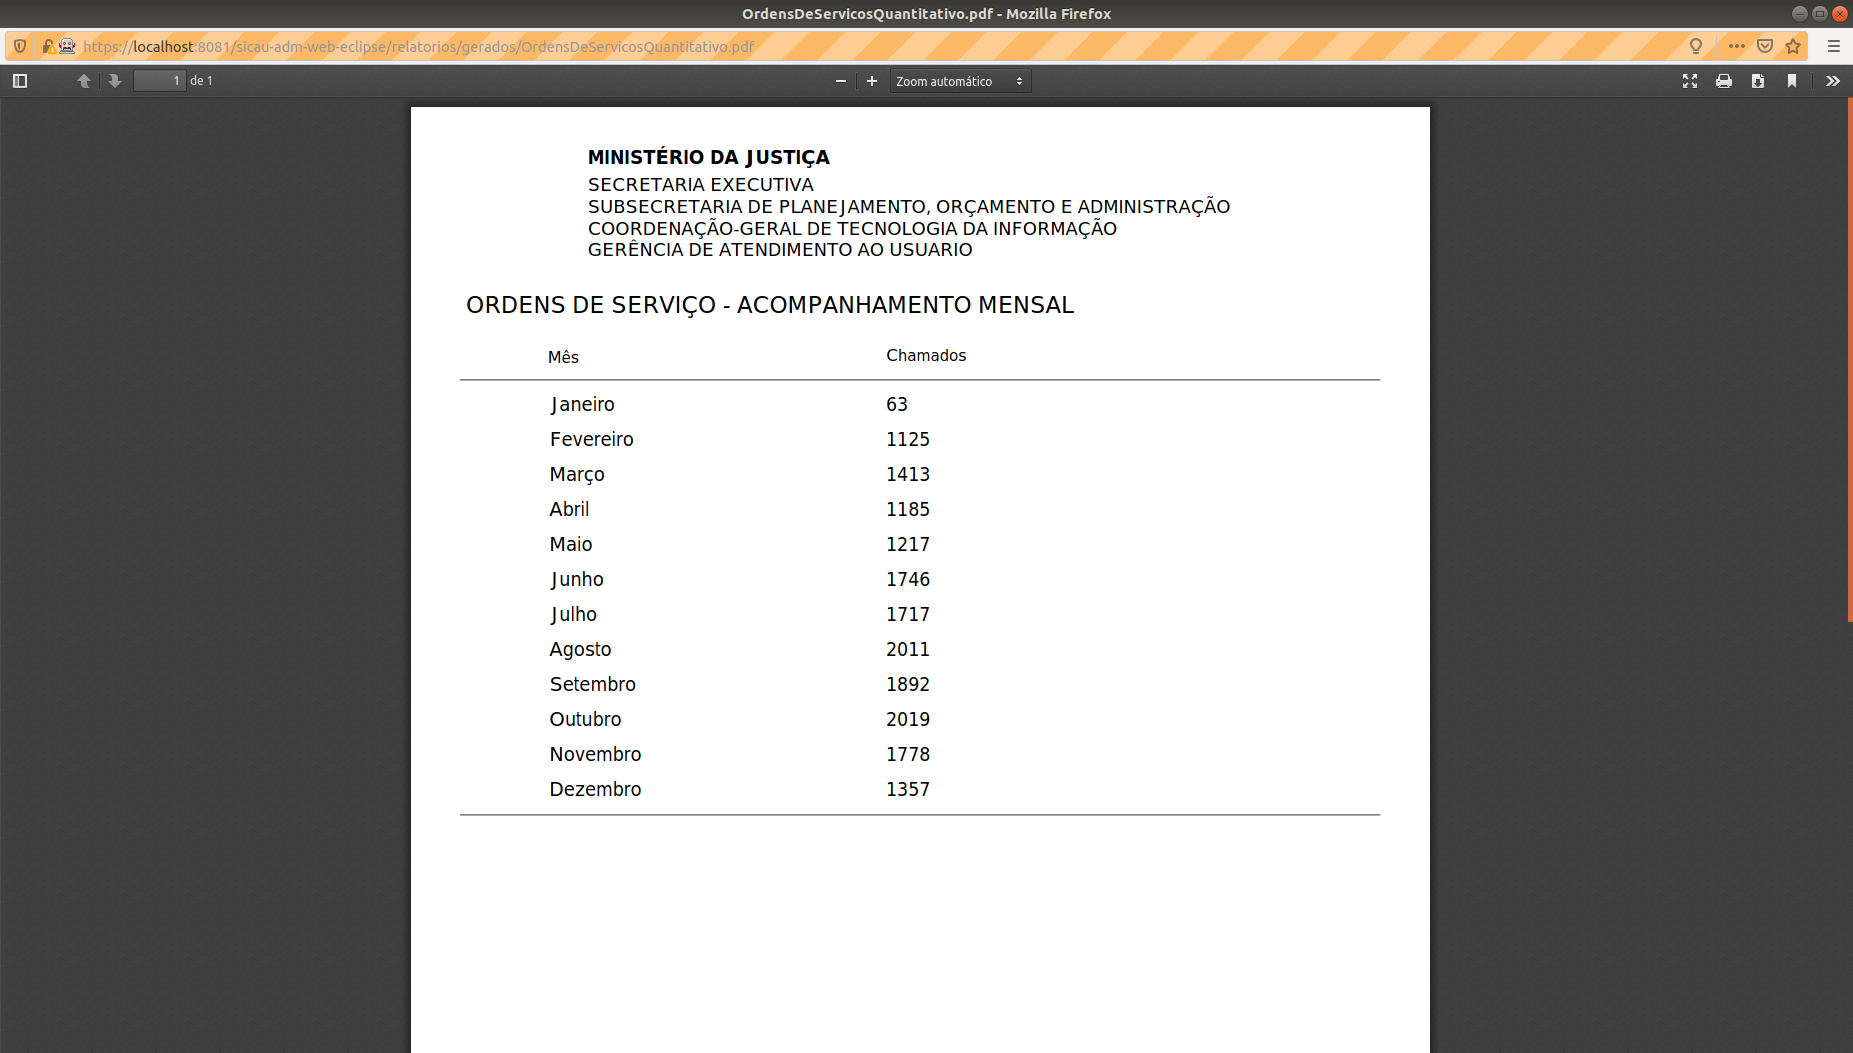 OrdensDeServicosQuantitativo.pdf - Mozilla Firefox
https://localhost:8081/sicau-adm-web-eclipse/relatorios/gerados/OrdensDeServicosQuantitativo.pdf
1 de 1
Zoom automático
MINISTÉRIO DA JUSTIÇA
SECRETARIA EXECUTIVA
SUBSECRETARIA DE PLANEJAMENTO, ORÇAMENTO E ADMINISTRAÇÃO
COORDENAÇÃO-GERAL DE TECNOLOGIA DA INFORMAÇÃO
GERÊNCIA DE ATENDIMENTO AO USUARIO
ORDENS DE SERVIÇO - ACOMPANHAMENTO MENSAL
Mês Chamados
Janeiro 63
Fevereiro 1125
Março 1413
Abril 1185
Maio 1217
Junho 1746
Julho 1717
Agosto 2011
Setembro 1892
Outubro 2019
Novembro 1778
Dezembro 1357